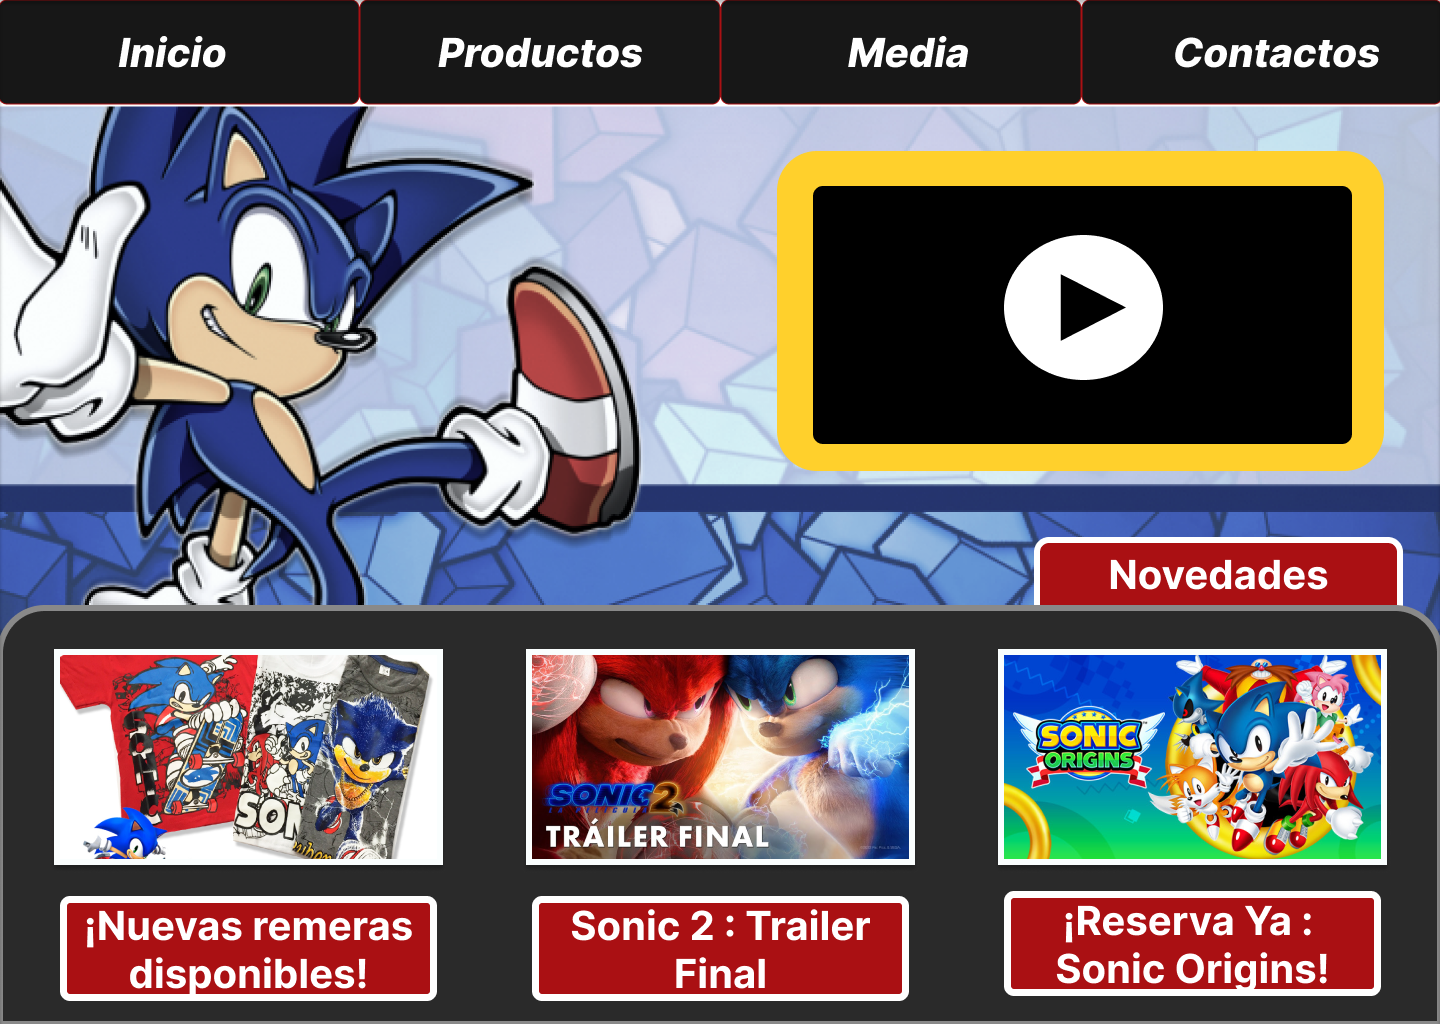 Inicio
Productos
Media
Contactos
Novedades
SONIC 2
TRÁILER FINAL
SONIC
ORIGINS
¡Nuevas remeras
disponibles!
Sonic 2 : Trailer
Final
¡Reserva Ya :
Sonic Origins!